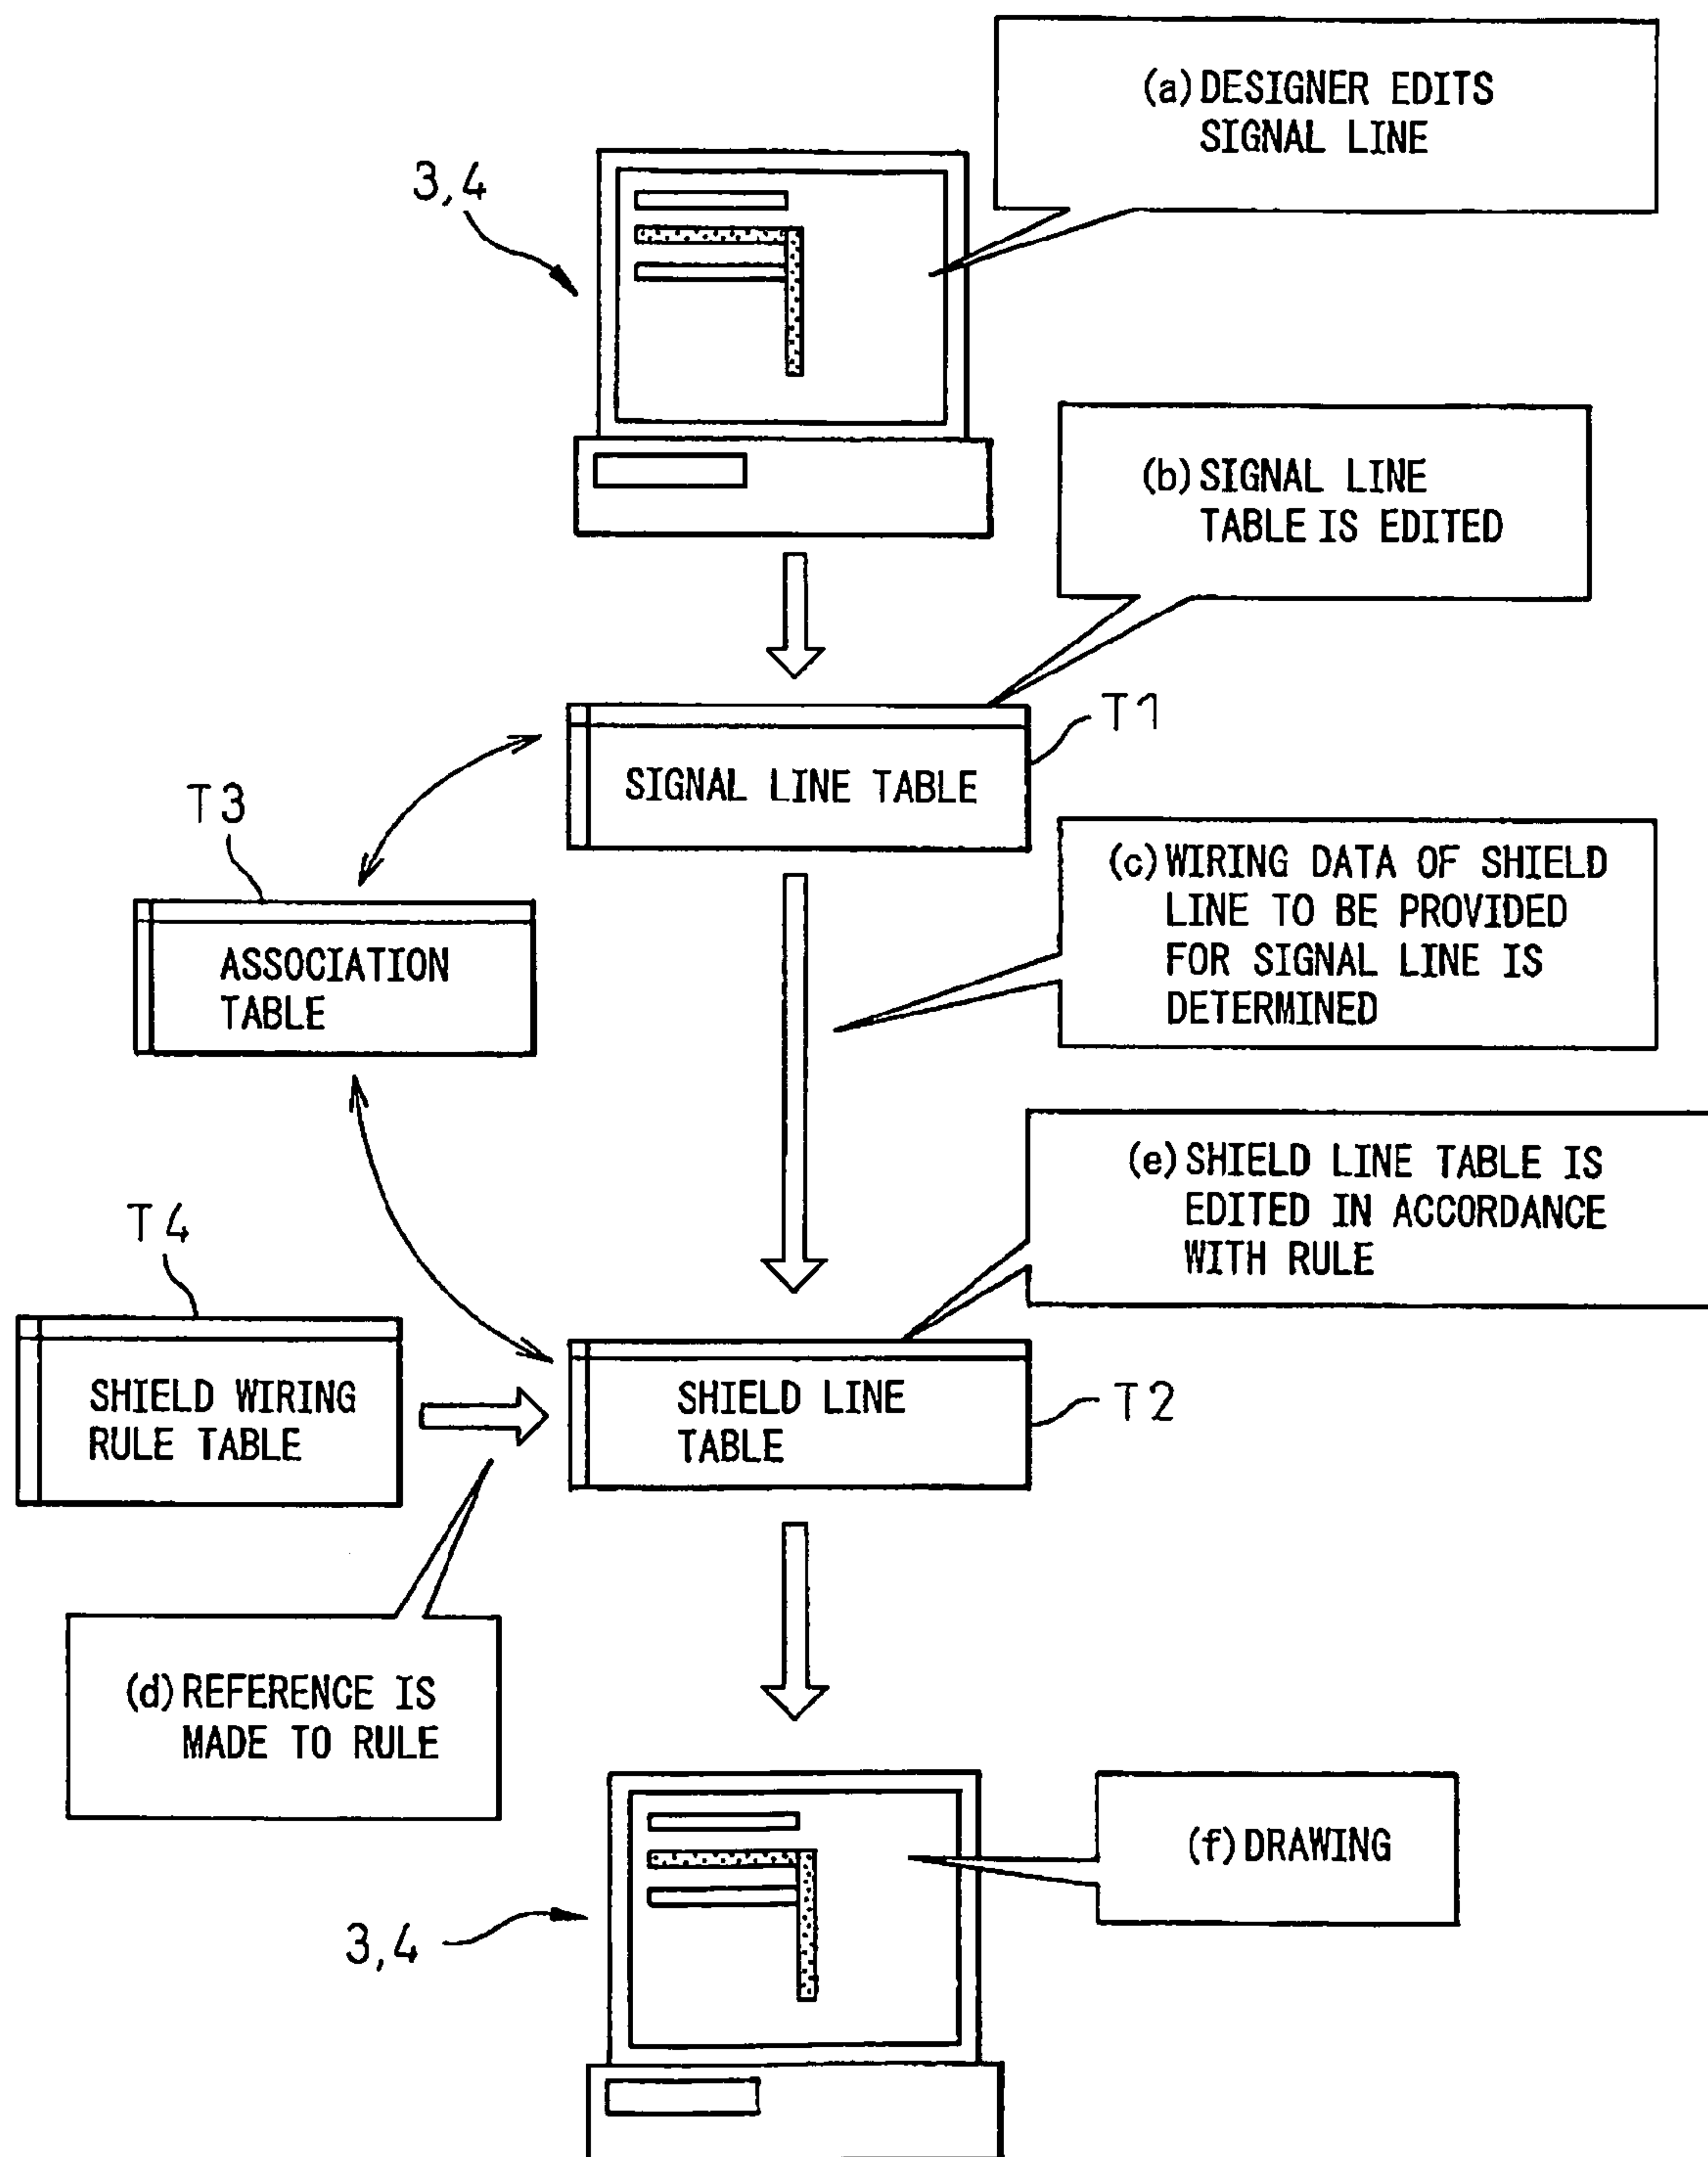 (a) DESIGNER EDITS
SIGNAL LINE
3,4
(b) SIGNAL LINE
TABLE IS EDITED
T1
SIGNAL LINE TABLE
T3
ASSOCIATION
TABLE
(c) WIRING DATA OF SHIELD
LINE TO BE PROVIDED
FOR SIGNAL LINE IS
DETERMINED
(e) SHIELD LINE TABLE IS
EDITED IN ACCORDANCE
WITH RULE
T4
SHIELD WIRING
RULE TABLE
SHIELD LINE
TABLE
T2
(d) REFERENCE IS
MADE TO RULE
(f) DRAWING
3,4